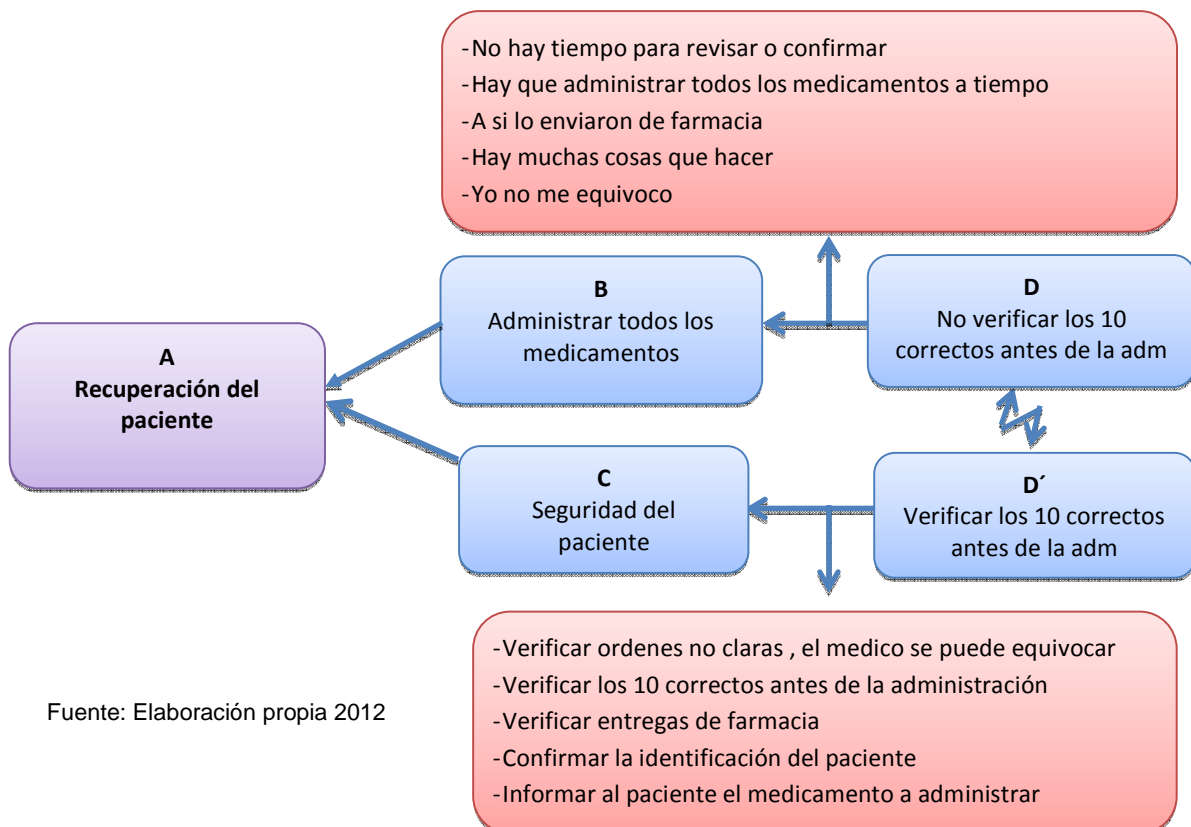 -No hay tiempo para revisar o confirmar
-Hay que administrar todos los medicamentos a tiempo
-A si lo enviaron de farmacia
-Hay muchas cosas que hacer
-Yo no me equivoco
B
Administrar todos los
medicamentos
D
No verificar los 10
correctos antes de la adm
A
Recuperación del
paciente
C
Seguridad del
paciente
D´
Verificar los 10 correctos
antes de la adm
-Verificar ordenes no claras , el medico se puede equivocar
-Verificar los 10 correctos antes de la administración
-Verificar entregas de farmacia
-Confirmar la identificación del paciente
-Informar al paciente el medicamento a administrar
Fuente: Elaboración propia 2012